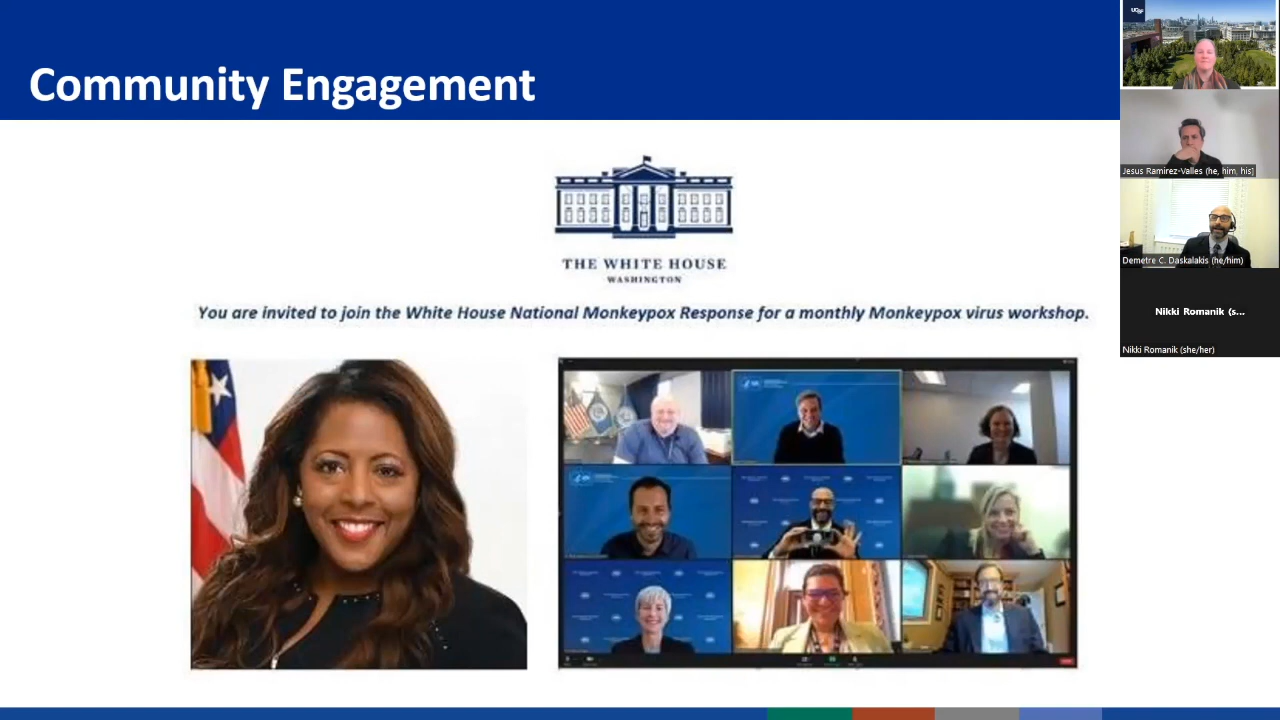 Community Engagement
THE WHITE HOUSE
WASHINGTON
You are invited to join the White House National Monkeypox Response for a monthly Monkeypox virus workshop.
UCSF
Jesus Ramirez-Valles (he, him, his)
Demetre C. Daskalakis (he/him)
Nikki Romanik (s...
Nikki Romanik (she/her)